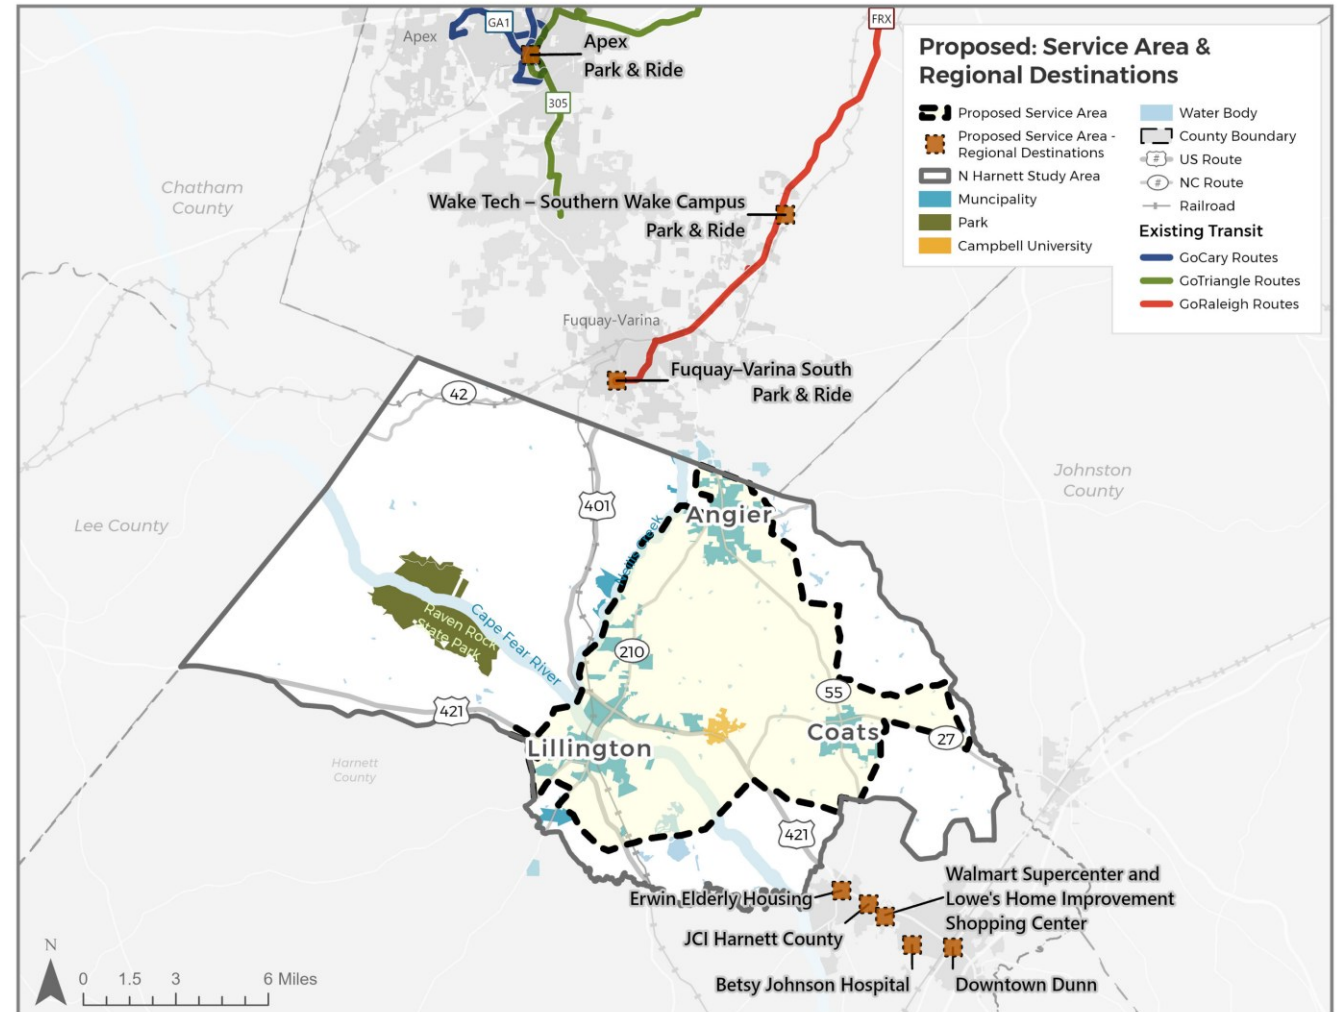 GA1
FRX
Apex
Apex
Park & Ride
305
Proposed: Service Area &
Regional Destinations
Proposed Service Area
Proposed Service Area -
Regional Destinations
N Harnett Study Area
Muncipality
Park
Campbell University
Water Body
County Boundary
# US Route
# NC Route
Railroad
Existing Transit
GoCary Routes
GoTriangle Routes
GoRaleigh Routes
Chatham
County
Wake Tech – Southern Wake Campus
Park & Ride
Fuquay-Varina
Fuquay–Varina South
Park & Ride
42
Johnston
County
401
Angier
Lee County
Creek
Raven Rock
State Park
Cape Fear River
210
55
421
Lillington
Coats
27
Harnett
County
421
Erwin Elderly Housing
Walmart Supercenter and
Lowe's Home Improvement
Shopping Center
JCI Harnett County
Betsy Johnson Hospital
Downtown Dunn
N
0 1.5 3 6 Miles